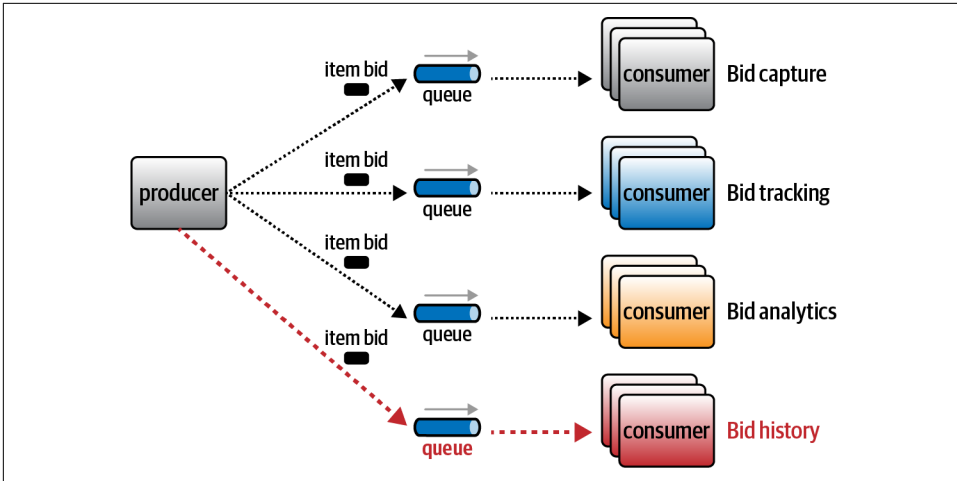 item bid
queue
consumer
Bid capture
producer
item bid
queue
consumer
Bid tracking
item bid
queue
consumer
Bid analytics
item bid
queue
consumer
Bid history